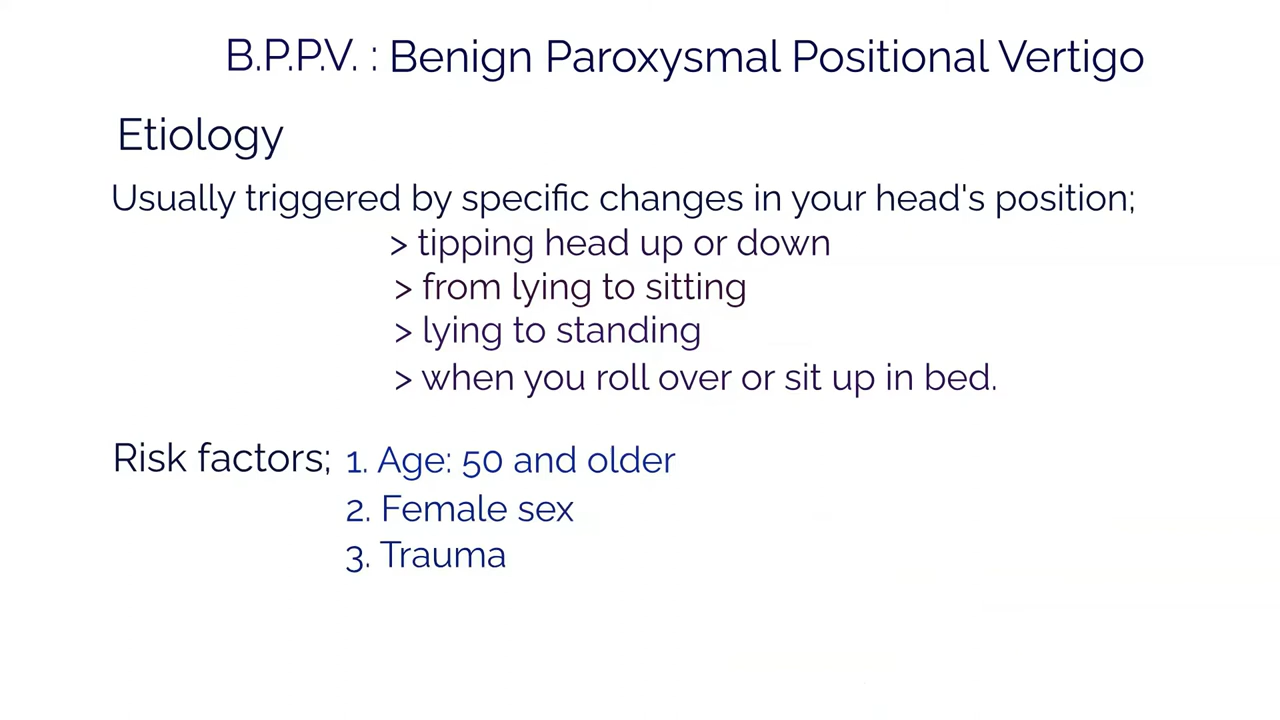 B.P.P.V. : Benign Paroxysmal Positional Vertigo
Etiology
Usually triggered by specific changes in your head's position;
> tipping head up or down
> from lying to sitting
> lying to standing
> when you roll over or sit up in bed.
Risk factors; 1. Age: 50 and older
2. Female sex
3. Trauma